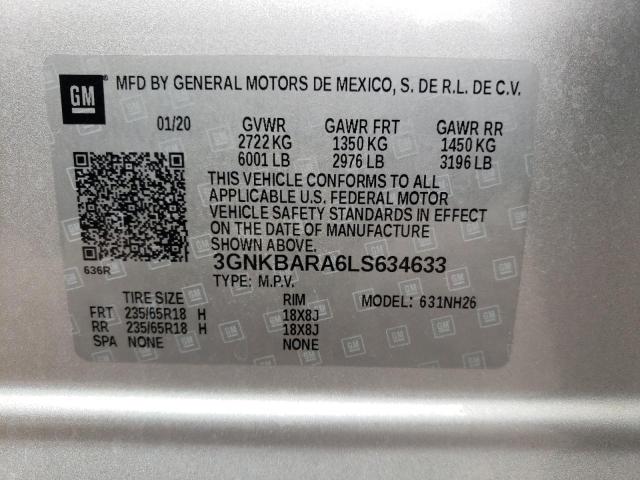 GM
MFD BY GENERAL MOTORS DE MEXICO, S. DE R.L. DE C.V.
01/20 GVWR GAWR FRT GAWR RR
2722 KG 1350 KG 1450 KG
6001 LB 2976 LB 3196 LB
THIS VEHICLE CONFORMS TO ALL
APPLICABLE U.S. FEDERAL MOTOR
VEHICLE SAFETY STANDARDS IN EFFECT
ON THE DATE OF MANUFACTURE
SHOWN ABOVE.
636R
3GNKBARA6LS634633
TYPE: M.P.V.
TIRE SIZE RIM MODEL: 631NH26
FRT 235/65R18 H 18X8J
RR 235/65R18 H 18X8J
SPA NONE NONE